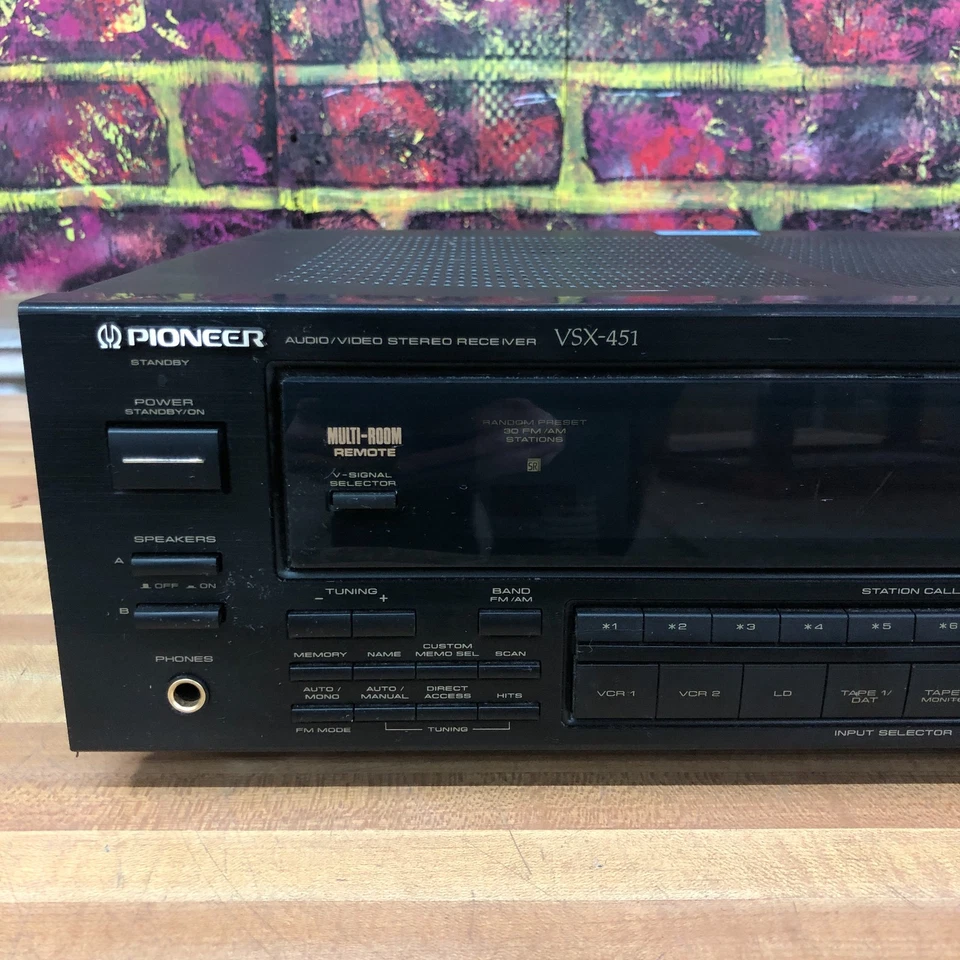 PIONEER AUDIO/VIDEO STEREO RECEIVER VSX-451
STANDBY
POWER
STANDBY/ON
MULTI-ROOM
REMOTE
V-SIGNAL
SELECTOR
RANDOM PRESET
30 FM/AM
STATIONS
SR
SPEAKERS
A
OFF ON
B
PHONES
TUNING
- +
BAND
FM/AM
MEMORY NAME CUSTOM MEMO SEL SCAN
AUTO/ MONO AUTO/ MANUAL DIRECT ACCESS HITS
FM MODE TUNING
STATION CALL
*1 *2 *3 *4 *5 *6
VCR 1 VCR 2 LD TAPE 1/ DAT TAPE
INPUT SELECTOR